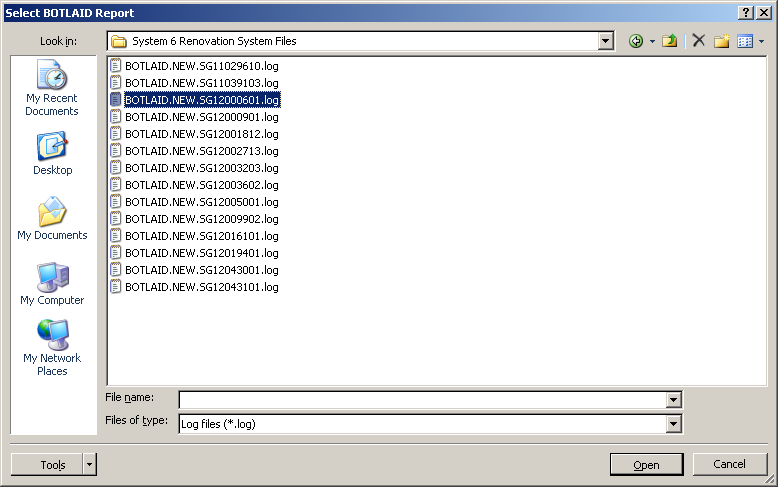 Select BOTLAID Report
Look in:
System 6 Renovation System Files
My Recent
Documents
Desktop
My Documents
My Computer
My Network
Places
BOTLAID.NEW.SG11029610.log
BOTLAID.NEW.SG11039103.log
BOTLAID.NEW.SG12000601.log
BOTLAID.NEW.SG12000901.log
BOTLAID.NEW.SG12001812.log
BOTLAID.NEW.SG12002713.log
BOTLAID.NEW.SG12003203.log
BOTLAID.NEW.SG12003602.log
BOTLAID.NEW.SG12005001.log
BOTLAID.NEW.SG12009902.log
BOTLAID.NEW.SG12016101.log
BOTLAID.NEW.SG12019401.log
BOTLAID.NEW.SG12043001.log
BOTLAID.NEW.SG12043101.log
File name:
Files of type:
Log files (*.log)
Tools
Open
Cancel